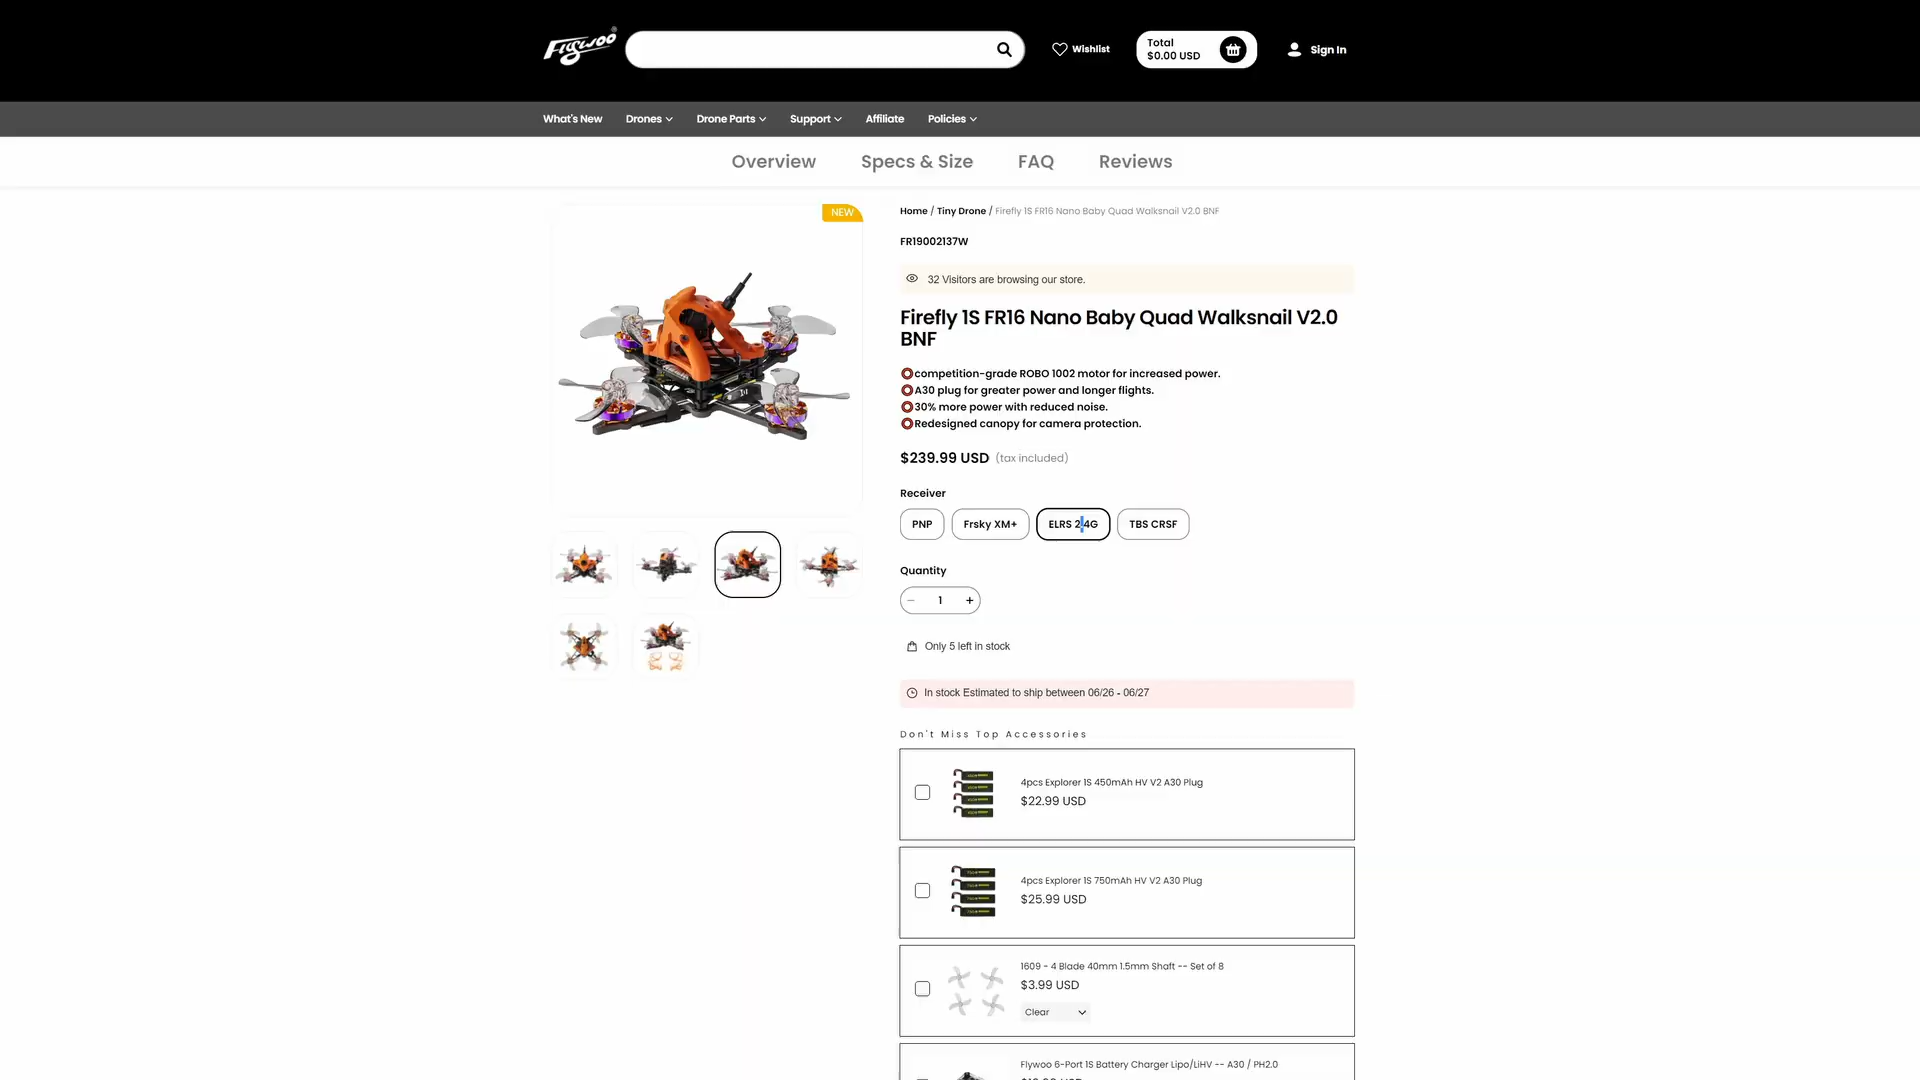 Flywoo
Wishlist
Total
$0.00 USD
Sign In
What's New
Drones
Drone Parts
Support
Affiliate
Policies
Overview
Specs & Size
FAQ
Reviews
NEW
Home / Tiny Drone / Firefly 1S FR16 Nano Baby Quad Walksnail V2.0 BNF
FR19002137W
32 Visitors are browsing our store.
Firefly 1S FR16 Nano Baby Quad Walksnail V2.0
BNF
⭕competition-grade ROBO 1002 motor for increased power.
⭕A30 plug for greater power and longer flights.
⭕30% more power with reduced noise.
⭕Redesigned canopy for camera protection.
$239.99 USD (tax included)
Receiver
PNP
Frsky XM+
ELRS 2.4G
TBS CRSF
Quantity
1
Only 5 left in stock
In stock Estimated to ship between 06/26 - 06/27
Don't Miss Top Accessories
4pcs Explorer 1S 450mAh HV V2 A30 Plug
$22.99 USD
4pcs Explorer 1S 750mAh HV V2 A30 Plug
$25.99 USD
1609 - 4 Blade 40mm 1.5mm Shaft -- Set of 8
$3.99 USD
Clear
Flywoo 6-Port 1S Battery Charger Lipo/LiHV -- A30 / PH2.0